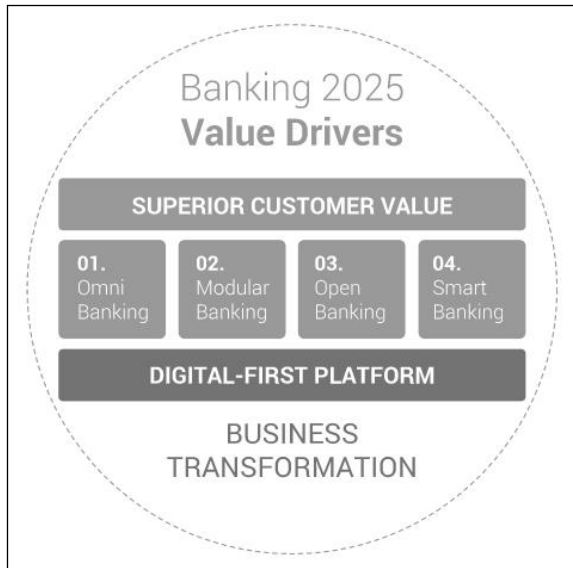 Banking 2025
Value Drivers
SUPERIOR CUSTOMER VALUE
01.
Omni
Banking
02.
Modular
Banking
03.
Open
Banking
04.
Smart
Banking
DIGITAL-FIRST PLATFORM
BUSINESS
TRANSFORMATION